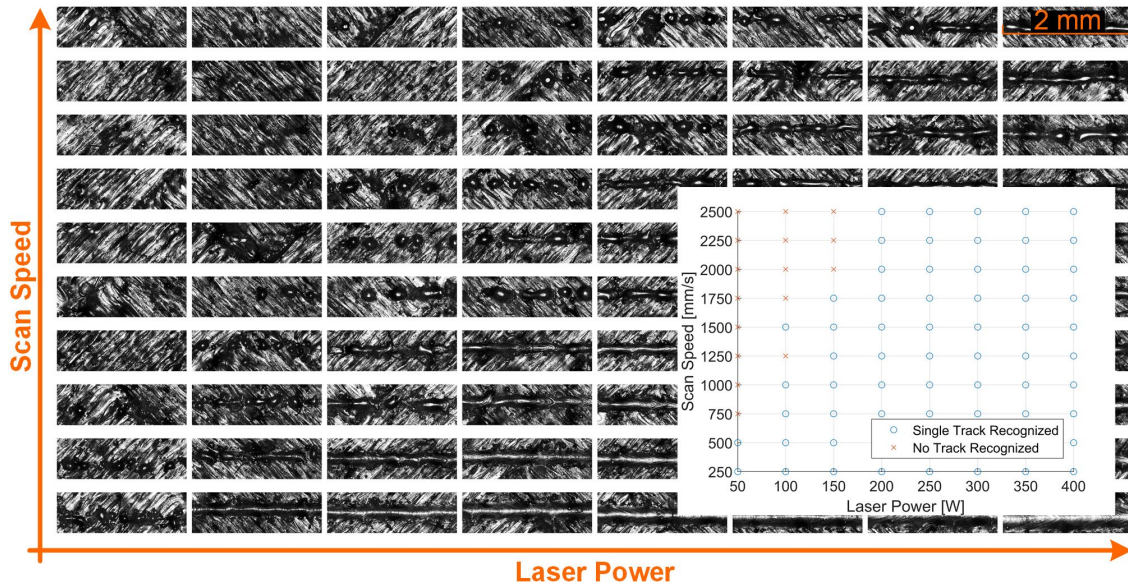 2 mm
Scan Speed
Scan Speed [mm/s]
2500
2250
2000
1750
1500
1250
1000
750
500
250
Single Track Recognized
No Track Recognized
50 100 150 200 250 300 350 400
Laser Power [W]
Laser Power